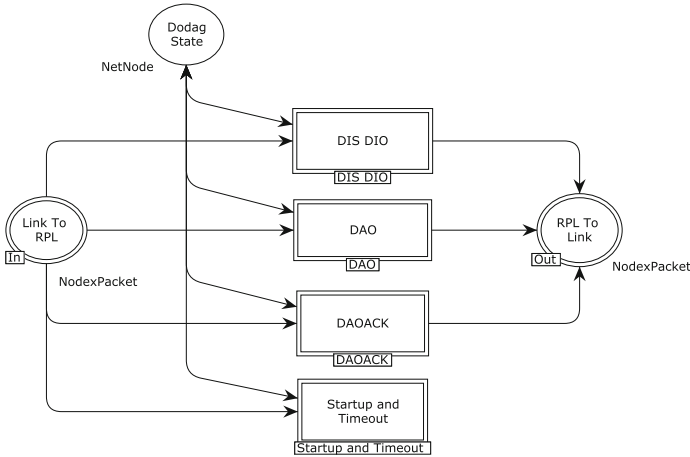 Dodag
State
NetNode
DIS DIO
DIS DIO
Link To
RPL
In
NodexPacket
DAO
DAO
RPL To
Link
Out
NodexPacket
DAOACK
DAOACK
Startup and
Timeout
Startup and Timeout